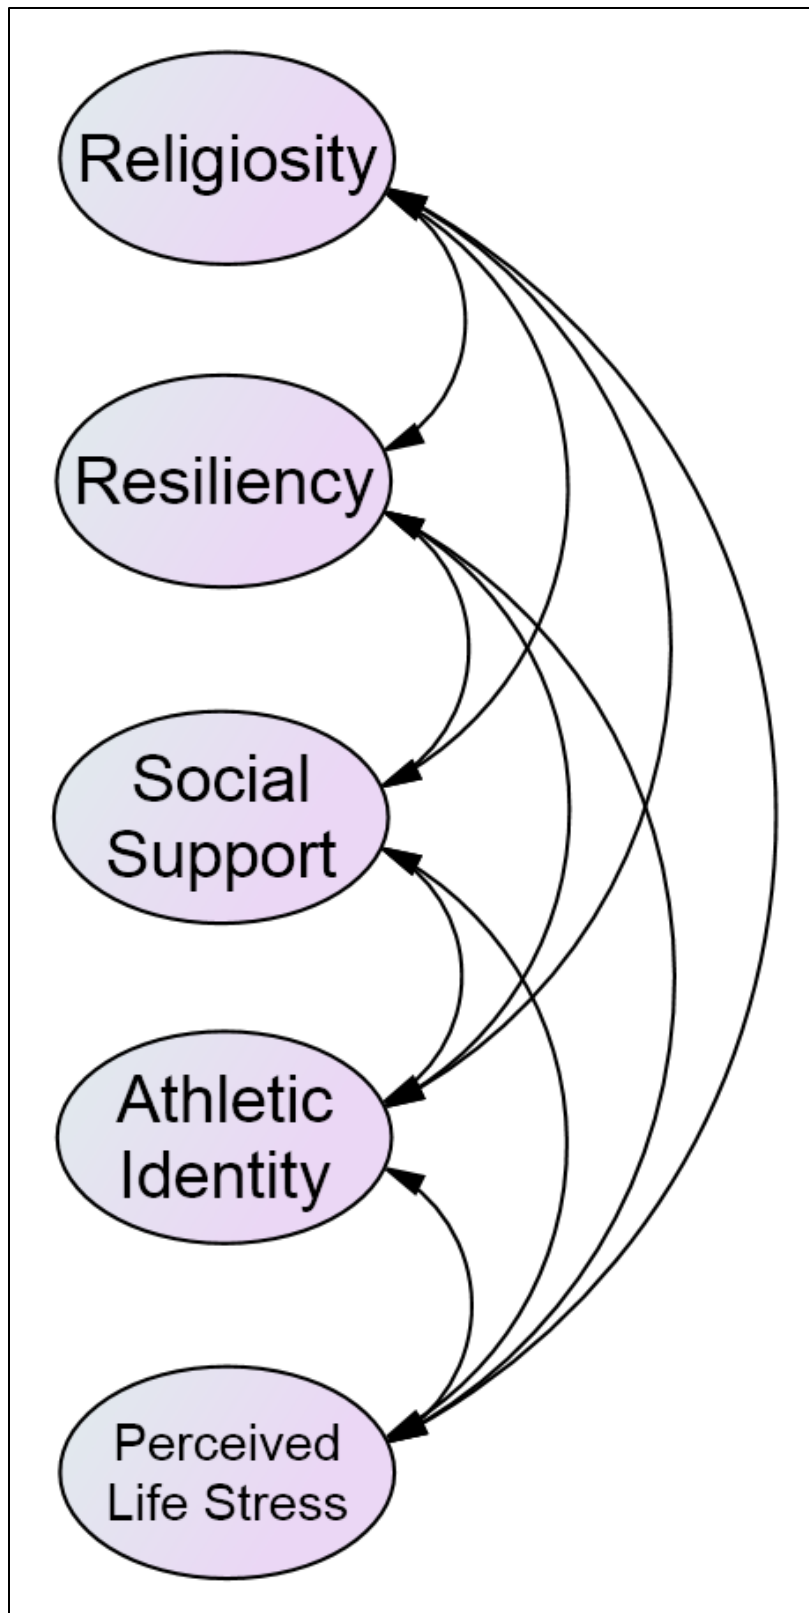 Religiosity
Resiliency
Social
Support
Athletic
Identity
Perceived
Life Stress